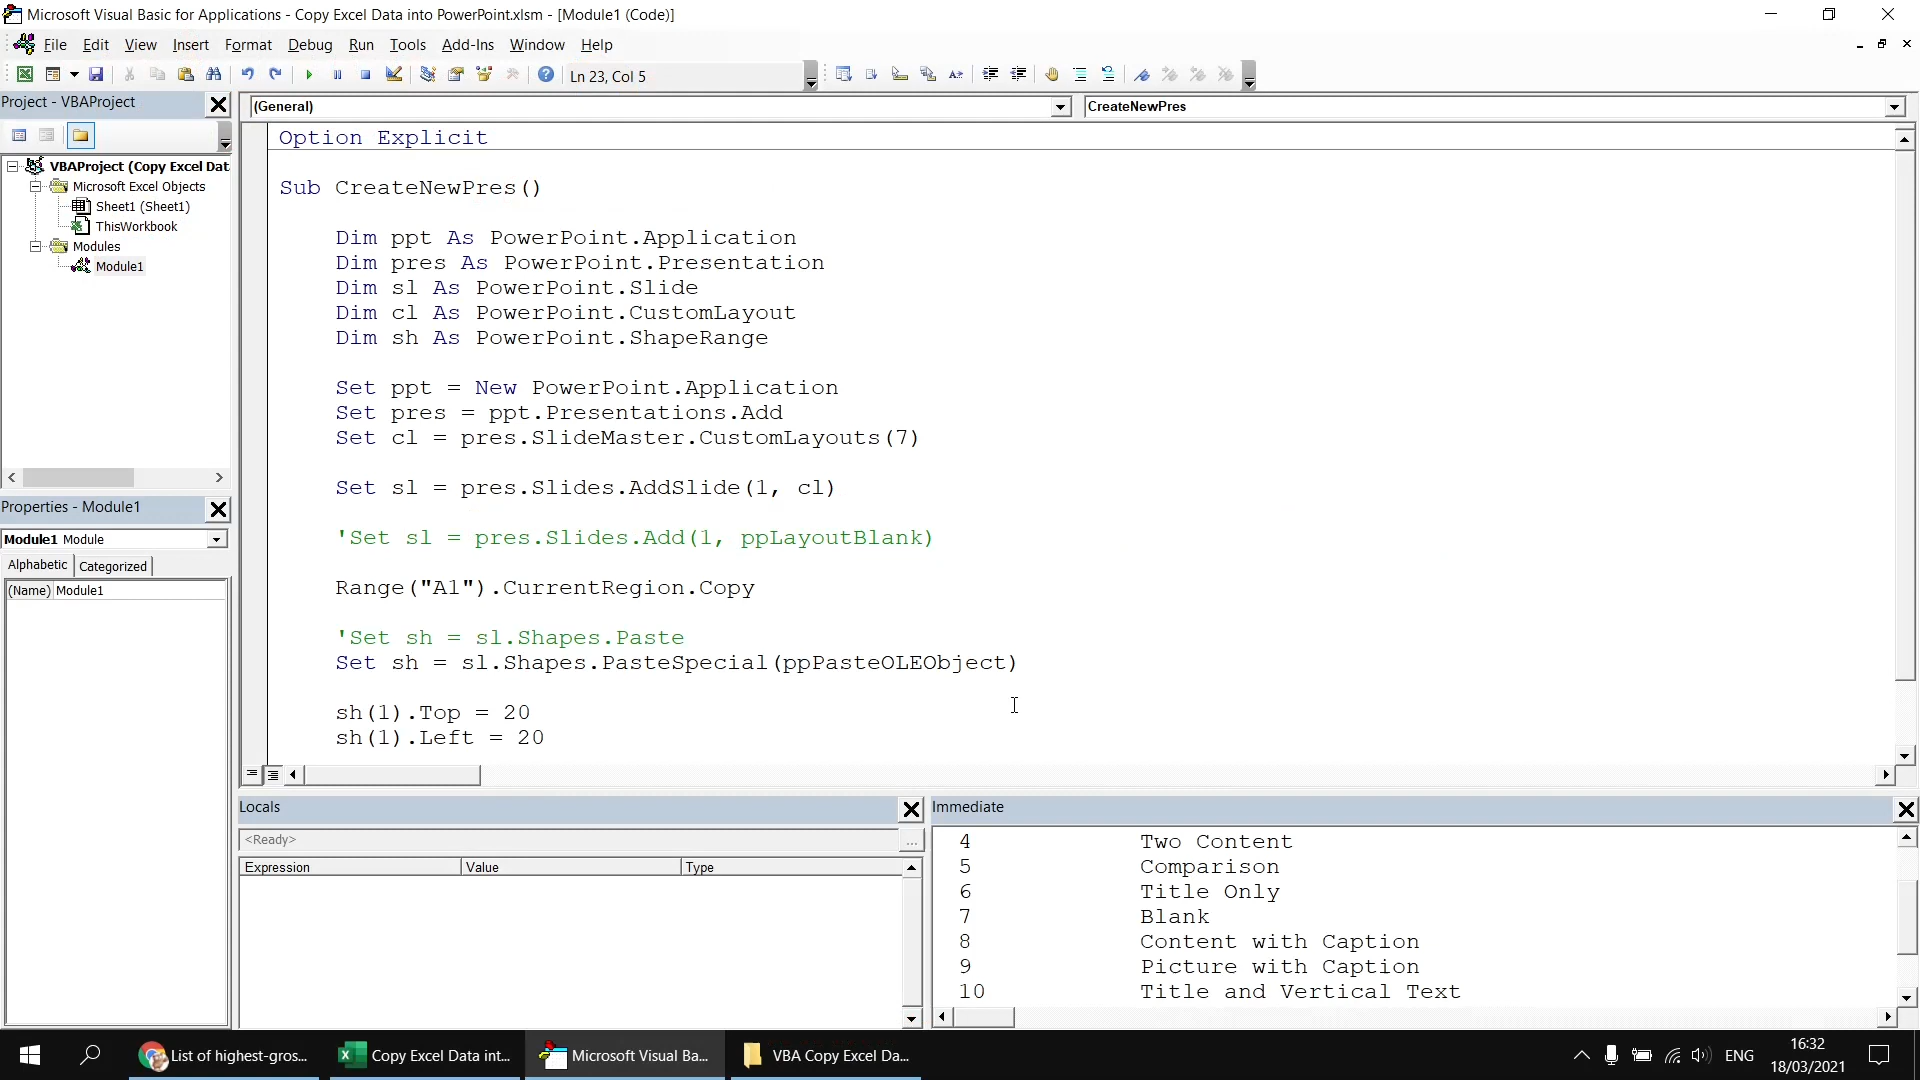 Microsoft Visual Basic for Applications - Copy Excel Data into PowerPoint.xlsm - [Module1 (Code)]
File Edit View Insert Format Debug Run Tools Add-Ins Window Help
Ln 23, Col 5
Project - VBAProject
VBAProject (Copy Excel Dat
Microsoft Excel Objects
Sheet1 (Sheet1)
ThisWorkbook
Modules
Module1
Properties - Module1
Module1 Module
Alphabetic Categorized
(Name) Module1
(General) CreateNewPres
Option Explicit
Sub CreateNewPres()
Dim ppt As PowerPoint.Application
Dim pres As PowerPoint.Presentation
Dim sl As PowerPoint.Slide
Dim cl As PowerPoint.CustomLayout
Dim sh As PowerPoint.ShapeRange
Set ppt = New PowerPoint.Application
Set pres = ppt.Presentations.Add
Set cl = pres.SlideMaster.CustomLayouts(7)
Set sl = pres.Slides.AddSlide(1, cl)
'Set sl = pres.Slides.Add(1, ppLayoutBlank)
Range("A1").CurrentRegion.Copy
'Set sh = sl.Shapes.Paste
Set sh = sl.Shapes.PasteSpecial(ppPasteOLEObject)
sh(1).Top = 20
sh(1).Left = 20
Locals
<Ready>
...
Expression Value Type
Immediate
4 Two Content
5 Comparison
6 Title Only
7 Blank
8 Content with Caption
9 Picture with Caption
10 Title and Vertical Text
List of highest-gros...
Copy Excel Data int...
Microsoft Visual Ba...
VBA Copy Excel Da...
ENG
16:32
18/03/2021